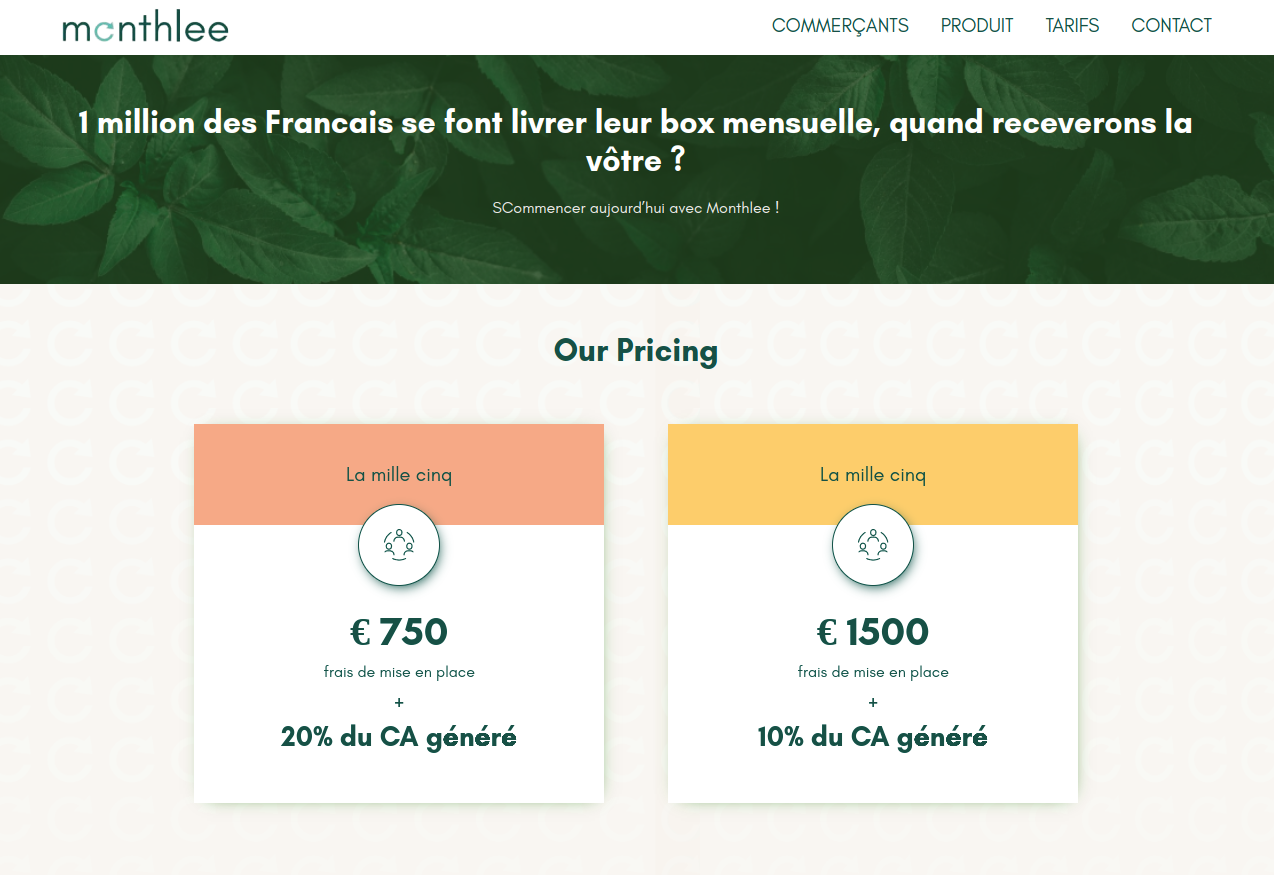 monthlee
COMMERÇANTS PRODUIT TARIFS CONTACT
1 million des Francais se font livrer leur box mensuelle, quand receverons la
vôtre ?
SCommencer aujourd'hui avec Monthlee !
Our Pricing
La mille cinq
€ 750
frais de mise en place
+
20% du CA généré
La mille cinq
€ 1500
frais de mise en place
+
10% du CA généré